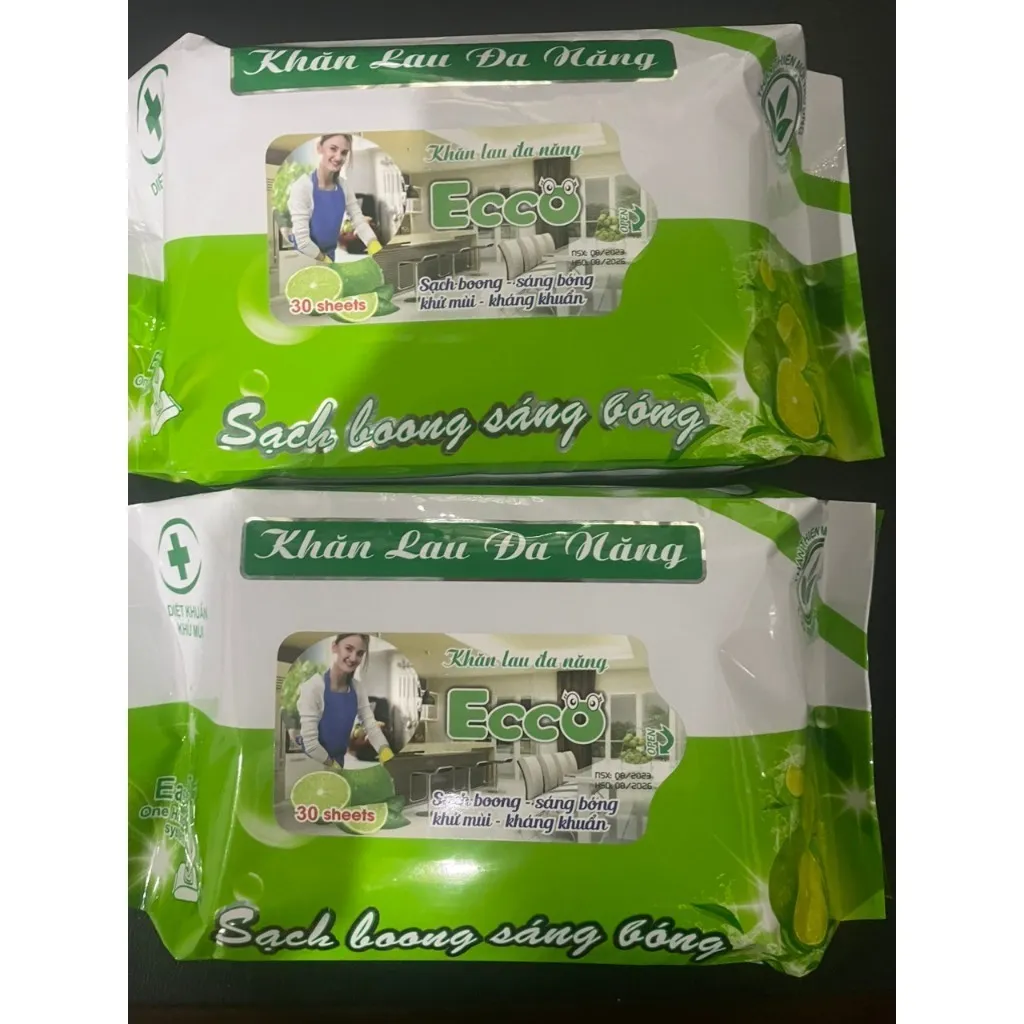 Khăn Lau Đa Năng
Khăn lau đa năng
Ecco
OPEN
NSX: 08/2023
HSD: 08/2026
Sạch boong - sáng bóng
khử mùi - kháng khuẩn
30 sheets
Sạch boong sáng bóng
Khăn Lau Đa Năng
DIỆT KHUẨN
KHỬ MÙI
Khăn lau đa năng
Ecco
OPEN
NSX: 08/2023
HSD: 08/2026
Sạch boong - sáng bóng
khử mùi - kháng khuẩn
30 sheets
One
Sạch boong sáng bóng